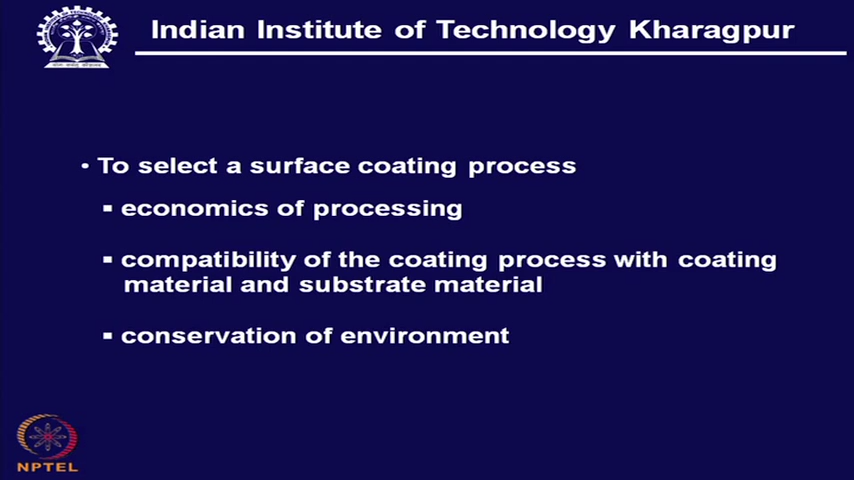 Indian Institute of Technology Kharagpur
• To select a surface coating process
▪ economics of processing
▪ compatibility of the coating process with coating
material and substrate material
▪ conservation of environment
NPTEL